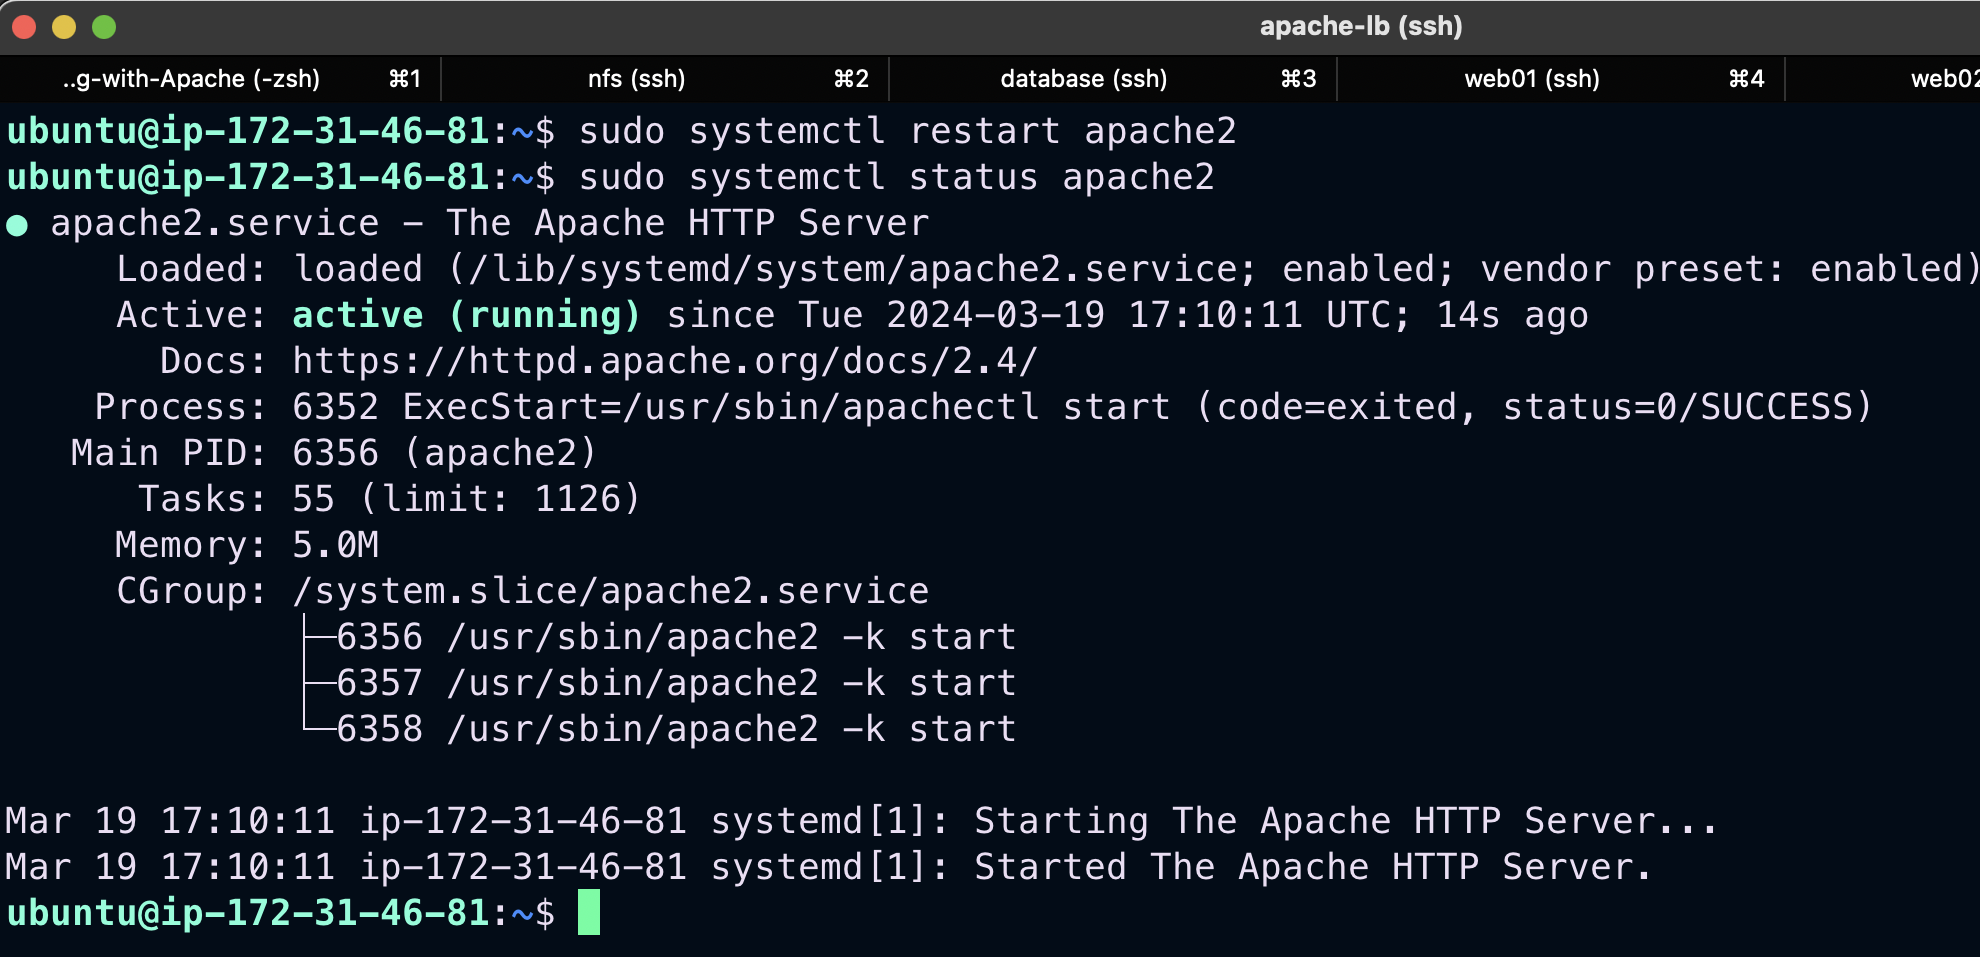 apache-lb (ssh)
..g-with-Apache (-zsh) ⌘1 nfs (ssh) ⌘2 database (ssh) ⌘3 web01 (ssh) ⌘4 web02
ubuntu@ip-172-31-46-81:~$ sudo systemctl restart apache2
ubuntu@ip-172-31-46-81:~$ sudo systemctl status apache2
● apache2.service - The Apache HTTP Server
     Loaded: loaded (/lib/systemd/system/apache2.service; enabled; vendor preset: enabled)
     Active: active (running) since Tue 2024-03-19 17:10:11 UTC; 14s ago
       Docs: https://httpd.apache.org/docs/2.4/
    Process: 6352 ExecStart=/usr/sbin/apachectl start (code=exited, status=0/SUCCESS)
   Main PID: 6356 (apache2)
      Tasks: 55 (limit: 1126)
     Memory: 5.0M
     CGroup: /system.slice/apache2.service
             ├─6356 /usr/sbin/apache2 -k start
             ├─6357 /usr/sbin/apache2 -k start
             └─6358 /usr/sbin/apache2 -k start
Mar 19 17:10:11 ip-172-31-46-81 systemd[1]: Starting The Apache HTTP Server...
Mar 19 17:10:11 ip-172-31-46-81 systemd[1]: Started The Apache HTTP Server.
ubuntu@ip-172-31-46-81:~$